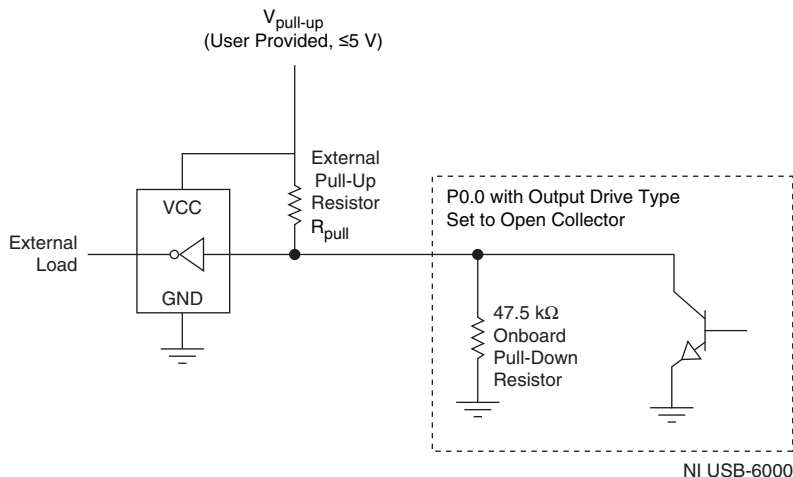 Vpull-up
(User Provided, ≤5 V)
External
Pull-Up
Resistor
Rpull
VCC
GND
External
Load
P0.0 with Output Drive Type
Set to Open Collector
47.5 kΩ
Onboard
Pull-Down
Resistor
NI USB-6000